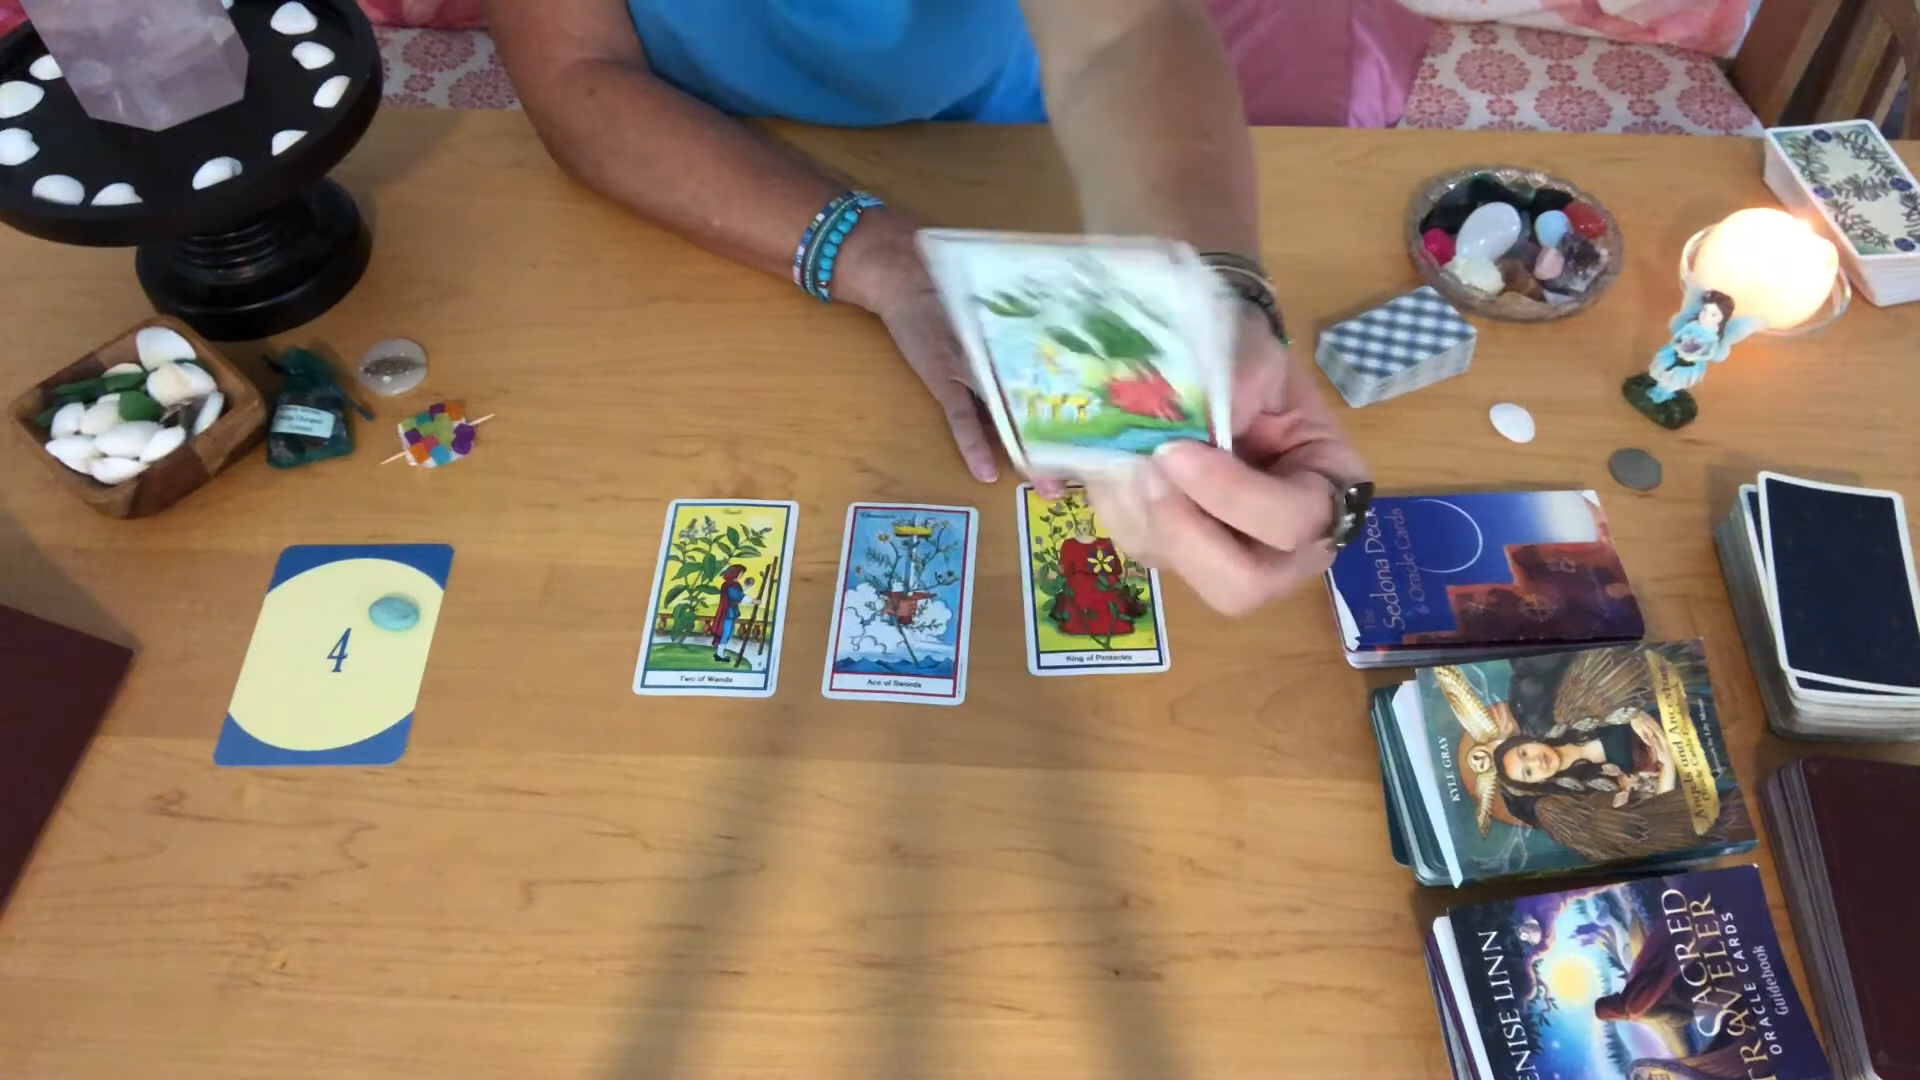 4
Two of Wands
Ace of Swords
King of Pentacles
The
Sedona Deck
Oracle Cards
KYLE GRAY
Angels and Ancestors
DENISE LINN
SACRED
TRAVELER
ORACLE CARDS
Guidebook